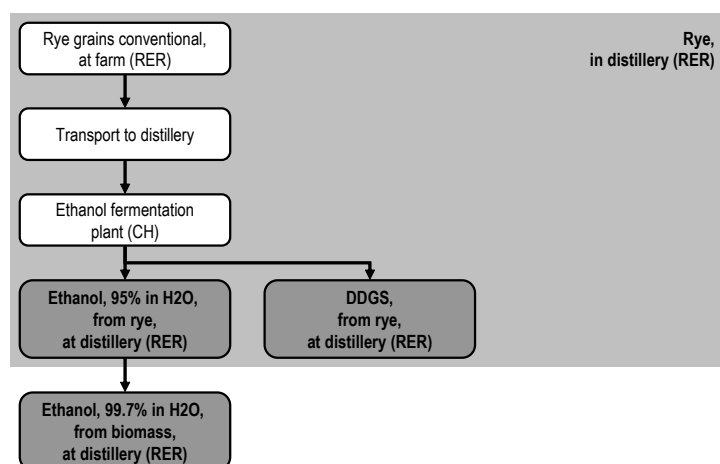 Rye grains conventional,
at farm (RER)
Rye,
in distillery (RER)
Transport to distillery
Ethanol fermentation
plant (CH)
Ethanol, 95% in H2O,
from rye,
at distillery (RER)
DDGS,
from rye,
at distillery (RER)
Ethanol, 99.7% in H2O,
from biomass,
at distillery (RER)